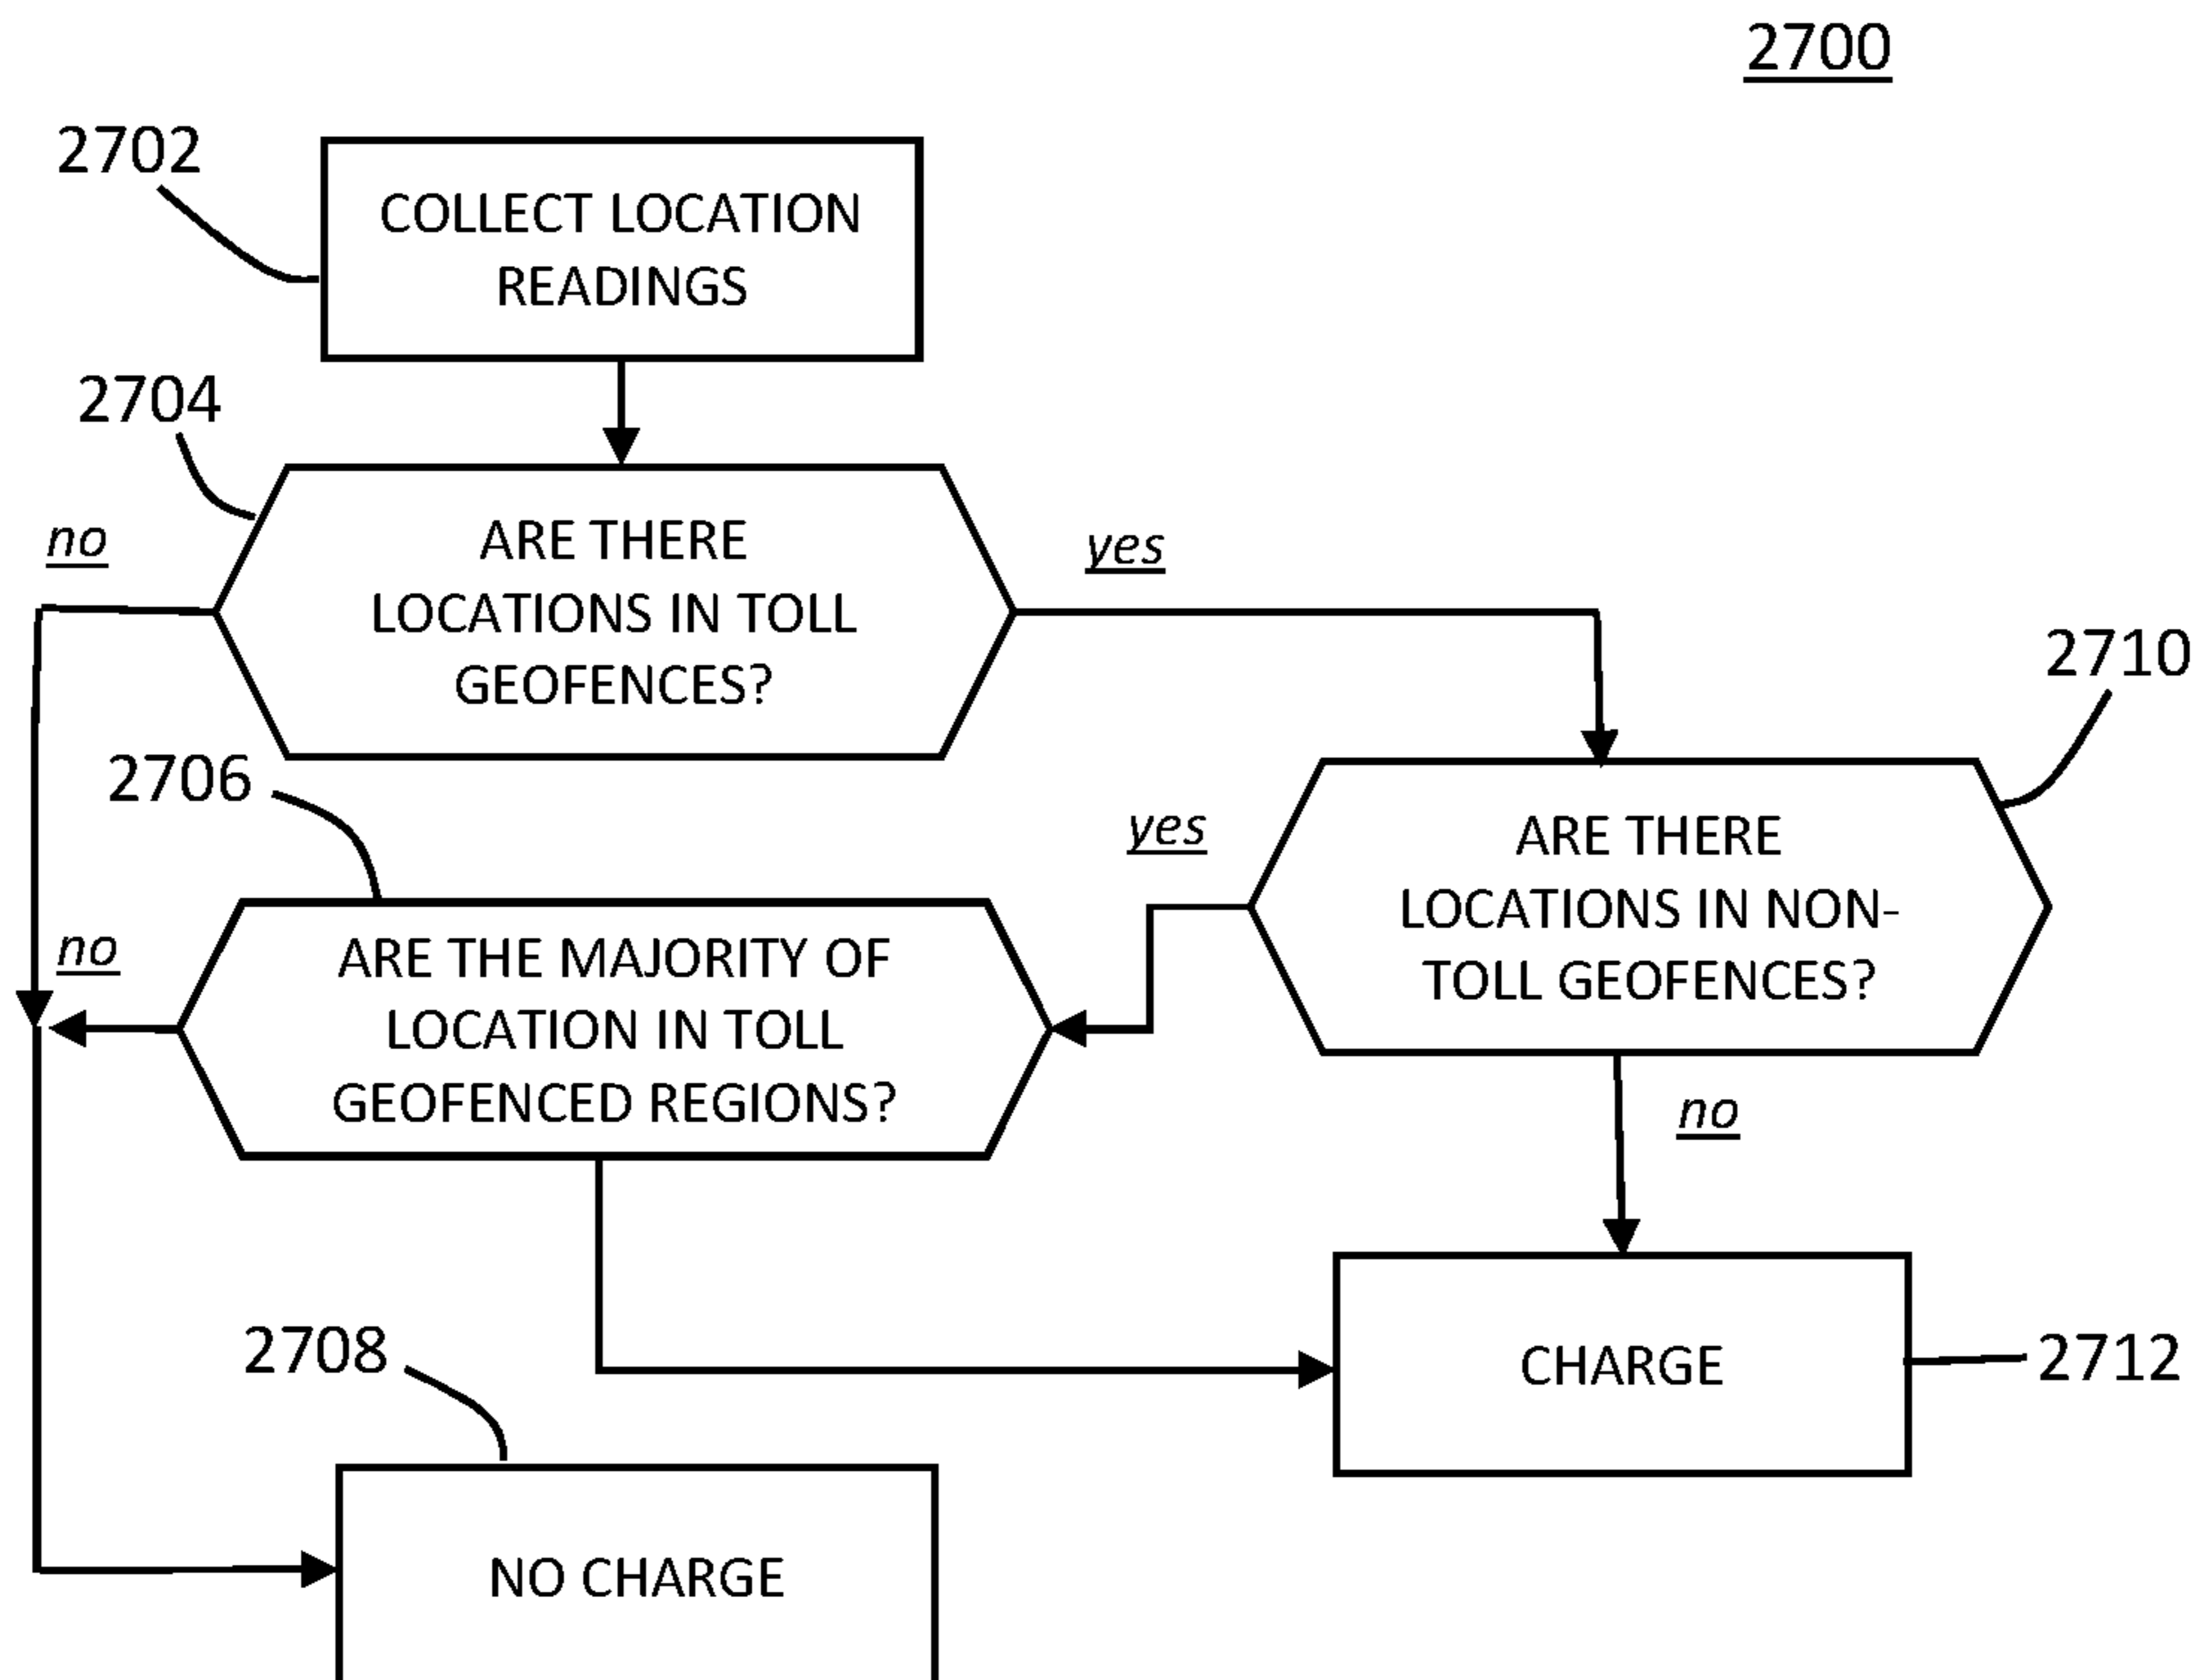 2700
2702
COLLECT LOCATION
READINGS
2704
no
ARE THERE
LOCATIONS IN TOLL
GEOFENCES?
yes
2710
2706
yes
ARE THERE
LOCATIONS IN NON-
TOLL GEOFENCES?
no
ARE THE MAJORITY OF
LOCATION IN TOLL
GEOFENCED REGIONS?
no
2708
CHARGE
2712
NO CHARGE